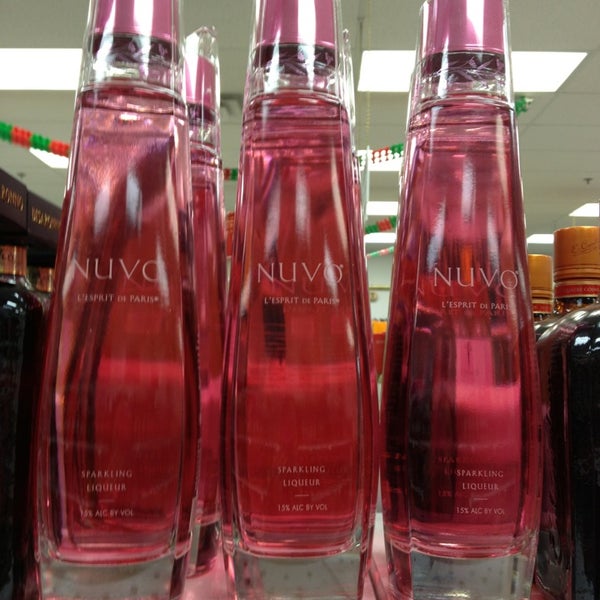 NUVO
L'ESPRIT DE PARIS®
SPARKLING
LIQUEUR
15% ALC BY VOL
NUVO
L'ESPRIT DE PARIS®
SPARKLING
LIQUEUR
15% ALC BY VOL
NUVO
L'ESPRIT DE PARIS®
SPARKLING
LIQUEUR
15% ALC BY VOL